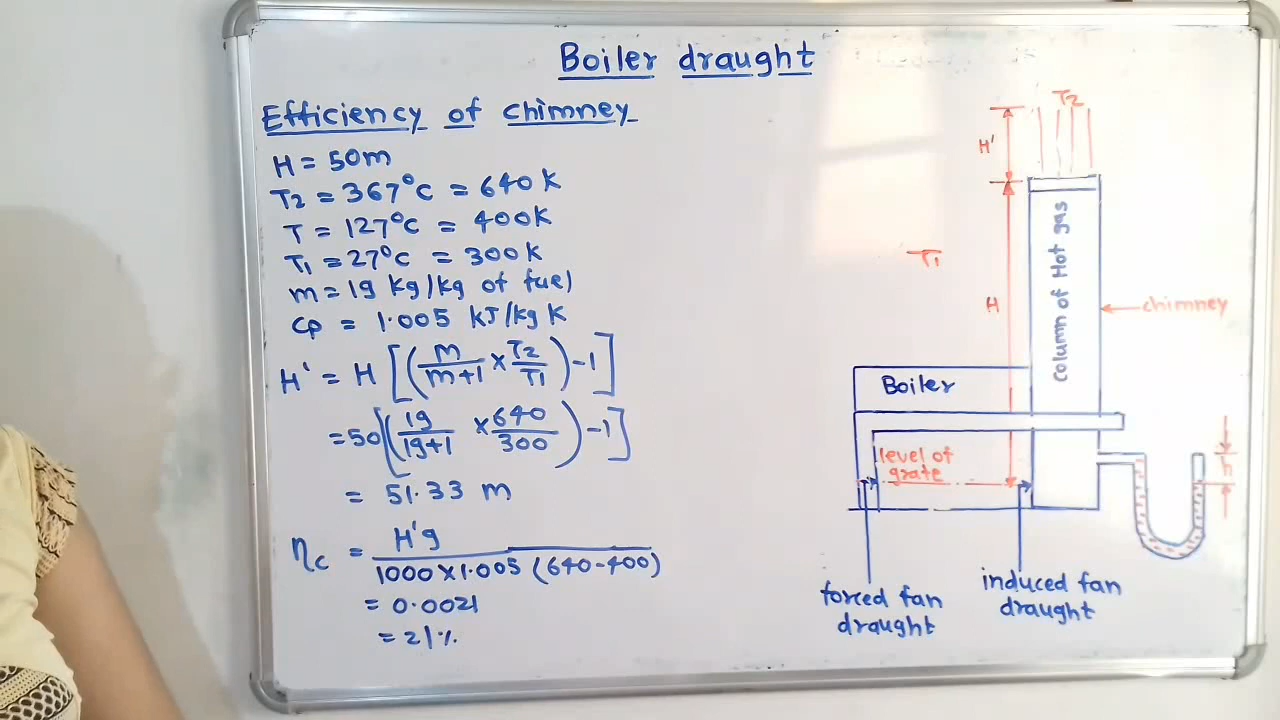 Boiler draught
Efficiency of chimney
H = 50m
T2 = 367°C = 640 K
T = 127°C = 400K
T1 = 27°C = 300 K
m = 19 kg/kg of fuel
Cp = 1.005 kJ/kg K
H' = H [(m/m+1 × T2/T1) - 1]
= 50 [(19/19+1 × 640/300) - 1]
= 51.33 m
ηc = H'g / 1000×1.005 (640-400)
= 0.0021
= 21%
T2
H'
T1
H
Column of Hot gas
chimney
Boiler
level of
grate
h
forced fan
draught
induced fan
draught